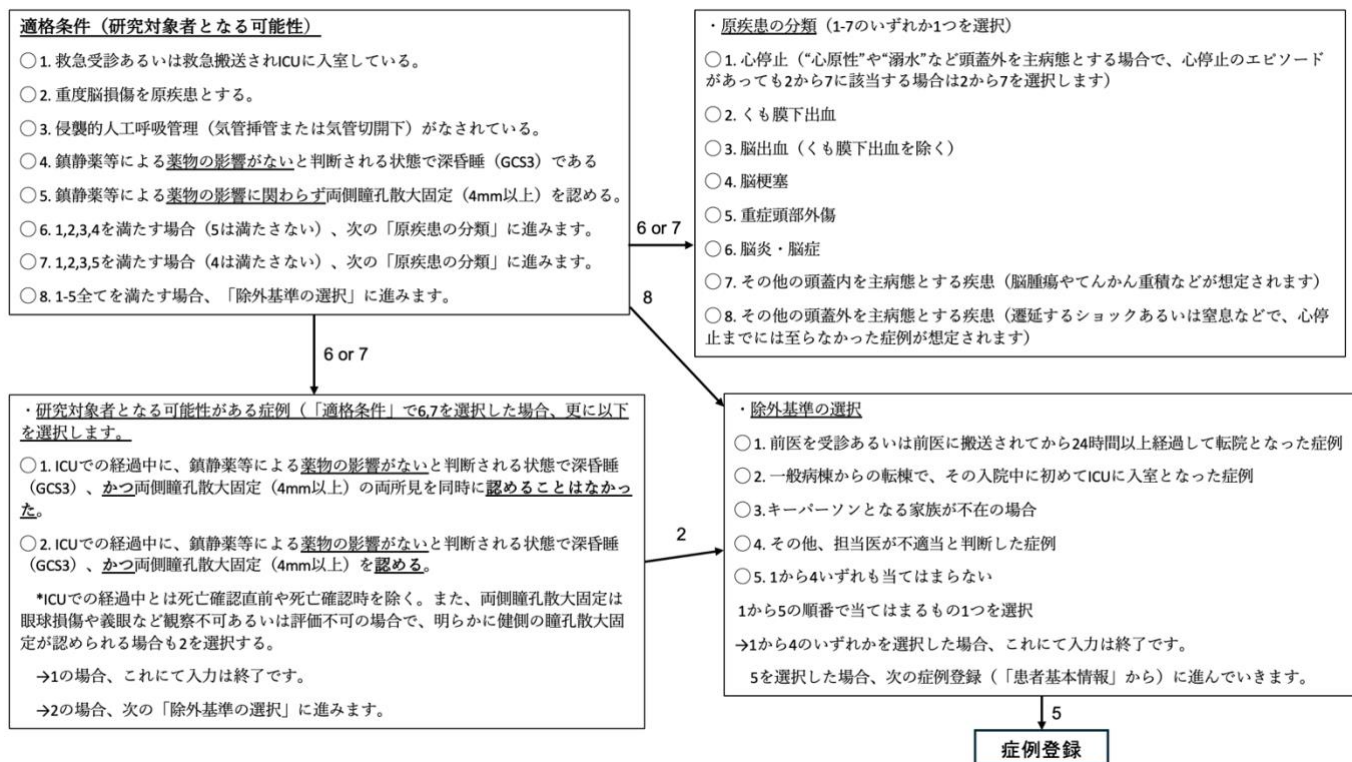 適格条件（研究対象者となる可能性）
○1. 救急受診あるいは救急搬送されICUに入室している。
○2. 重度脳損傷を原疾患とする。
○3. 侵襲的人工呼吸管理（気管挿管または気管切開下）がなされている。
○4. 鎮静薬等による薬物の影響がないと判断される状態で深昏睡（GCS3）である
○5. 鎮静薬等による薬物の影響に関わらず両側瞳孔散大固定（4mm以上）を認める。
○6. 1,2,3,4を満たす場合（5は満たさない）、次の「原疾患の分類」に進みます。
○7. 1,2,3,5を満たす場合（4は満たさない）、次の「原疾患の分類」に進みます。
○8. 1-5全てを満たす場合、「除外基準の選択」に進みます。
6 or 7
8
6 or 7
・原疾患の分類（1-7のいずれか1つを選択）
○1. 心停止（“心原性”や“溺水”など頭蓋外を主病態とする場合で、心停止のエピソード
があっても2から7に該当する場合は2から7を選択します）
○2. くも膜下出血
○3. 脳出血（くも膜下出血を除く）
○4. 脳梗塞
○5. 重症頭部外傷
○6. 脳炎・脳症
○7. その他の頭蓋内を主病態とする疾患（脳腫瘍やてんかん重積などが想定されます）
○8. その他の頭蓋外を主病態とする疾患（遷延するショックあるいは窒息などで、心停
止までには至らなかった症例が想定されます）
・研究対象者となる可能性がある症例（「適格条件」で6,7を選択した場合、更に以下
を選択します。
○1. ICUでの経過中に、鎮静薬等による薬物の影響がないと判断される状態で深昏睡
（GCS3）、かつ両側瞳孔散大固定（4mm以上）の両所見を同時に認めることはなかっ
た。
○2. ICUでの経過中に、鎮静薬等による薬物の影響がないと判断される状態で深昏睡
（GCS3）、かつ両側瞳孔散大固定（4mm以上）を認める。
*ICUでの経過中とは死亡確認直前や死亡確認時を除く。また、両側瞳孔散大固定は
眼球損傷や義眼など観察不可あるいは評価不可の場合で、明らかに健側の瞳孔散大固
定が認められる場合も2を選択する。
→1の場合、これにて入力は終了です。
→2の場合、次の「除外基準の選択」に進みます。
2
・除外基準の選択
○1. 前医を受診あるいは前医に搬送されてから24時間以上経過して転院となった症例
○2. 一般病棟からの転棟で、その入院中に初めてICUに入室となった症例
○3.キーパーソンとなる家族が不在の場合
○4. その他、担当医が不適当と判断した症例
○5. 1から4いずれも当てはまらない
1から5の順番で当てはまるもの1つを選択
→1から4のいずれかを選択した場合、これにて入力は終了です。
5を選択した場合、次の症例登録（「患者基本情報」から）に進んでいきます。
5
症例登録